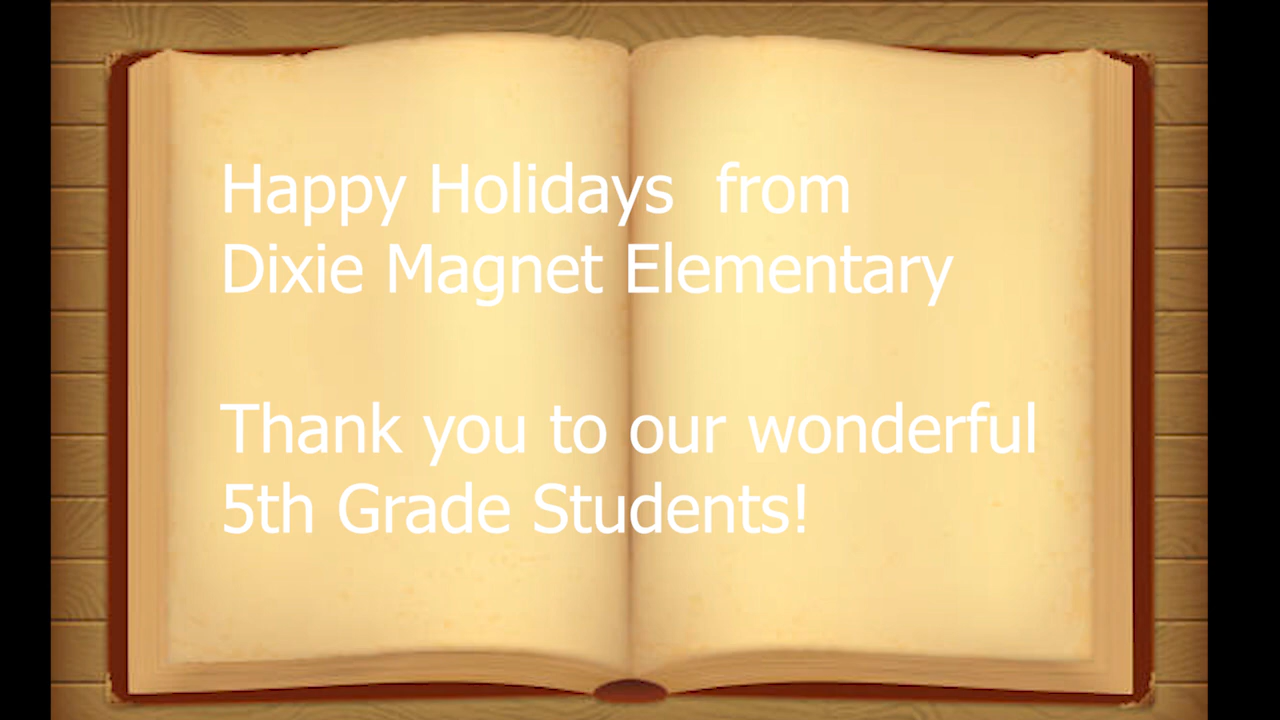 Happy Holidays  from
Dixie Magnet Elementary
Thank you to our wonderful
5th Grade Students!